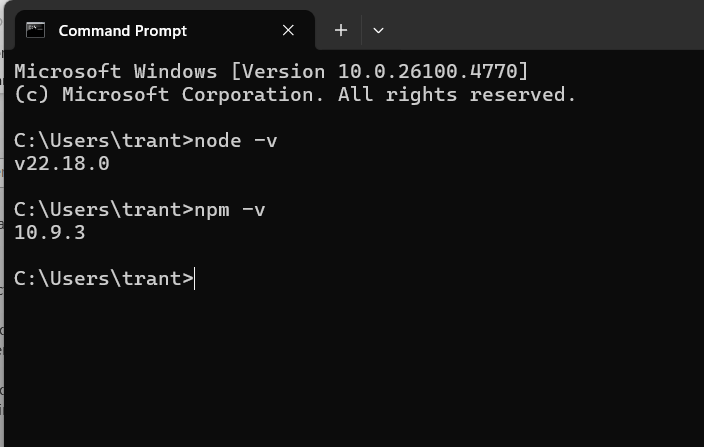 Command Prompt
Microsoft Windows [Version 10.0.26100.4770]
(c) Microsoft Corporation. All rights reserved.
C:\Users\trant>node -v
v22.18.0
C:\Users\trant>npm -v
10.9.3
C:\Users\trant>